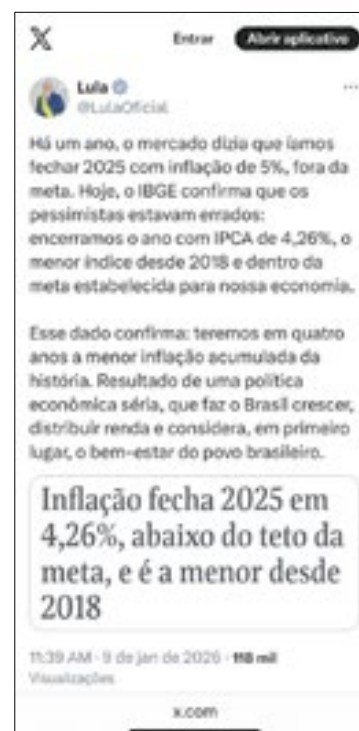 Entrar Abrir aplicativo
Lula
@LulaOficial
Há um ano, o mercado dizia que íamos
fechar 2025 com inflação de 5%, fora da
meta. Hoje, o IBGE confirma que os
pessimistas estavam errados:
encerramos o ano com IPCA de 4,26%, o
menor índice desde 2018 e dentro da
meta estabelecida para nossa economia.
Esse dado confirma: teremos em quatro
anos a menor inflação acumulada da
história. Resultado de uma política
econômica séria, que faz o Brasil crescer,
distribuir renda e considera, em primeiro
lugar, o bem-estar do povo brasileiro.
Inflação fecha 2025 em
4,26%, abaixo do teto da
meta, e é a menor desde
2018
11:39 AM · 9 de jan de 2026 · 118 mil
Visualizações
x.com